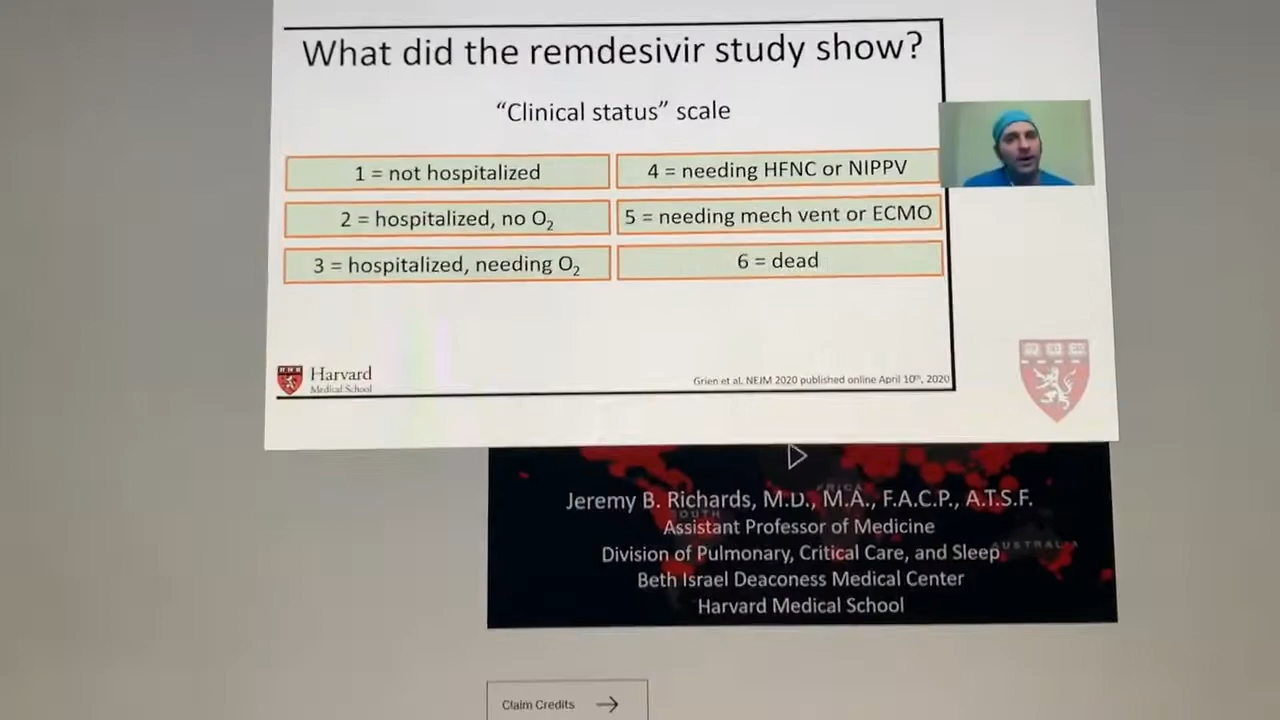 What did the remdesivir study show?
“Clinical status” scale
1 = not hospitalized
2 = hospitalized, no O₂
3 = hospitalized, needing O₂
4 = needing HFNC or NIPPV
5 = needing mech vent or ECMO
6 = dead
Harvard
Medical School
Grien et al. NEJM 2020 published online April 10th, 2020
Jeremy B. Richards, M.D., M.A., F.A.C.P., A.T.S.F.
Assistant Professor of Medicine
Division of Pulmonary, Critical Care, and Sleep
Beth Israel Deaconess Medical Center
Harvard Medical School
SOUTH
AUSTRALIA
Claim Credits